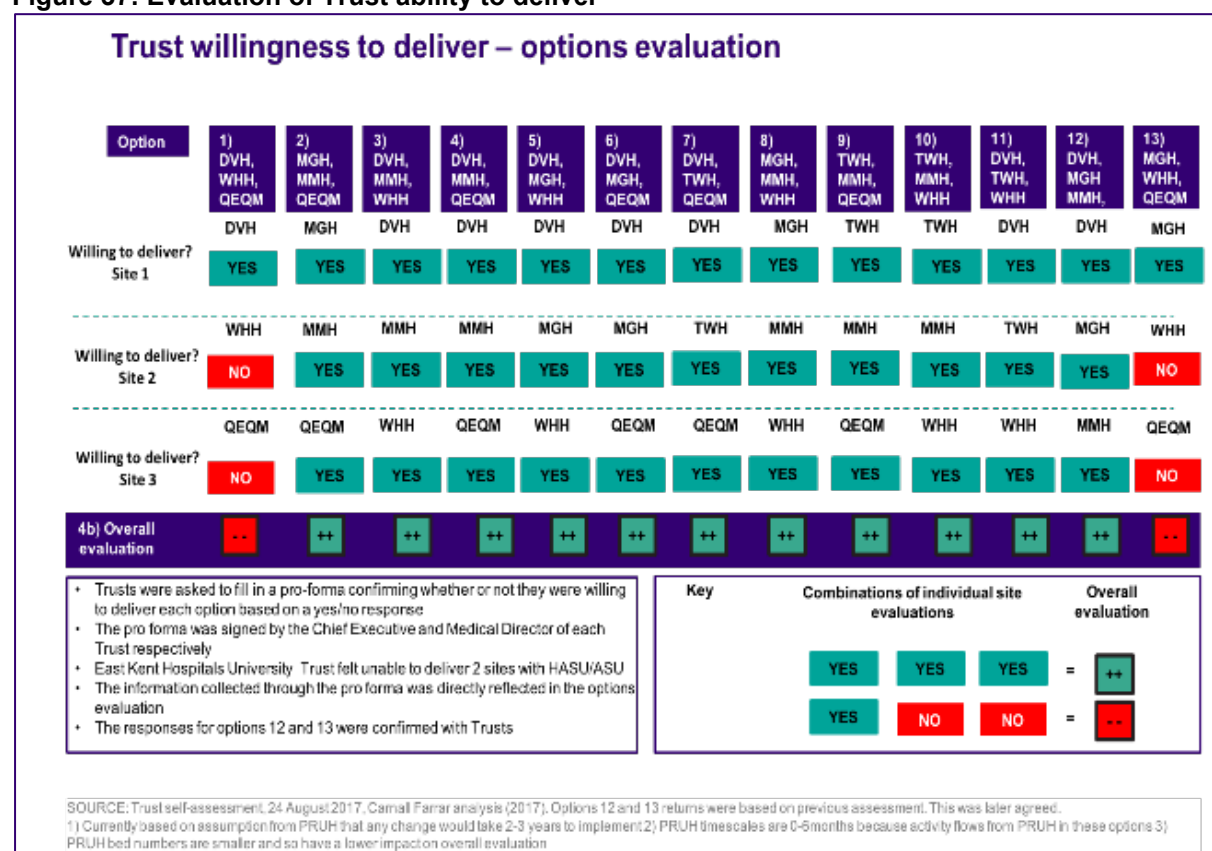 Figure 37: Evaluation of Trust ability to deliver
Trust willingness to deliver – options evaluation
Option
1) DVH, WHH, QEQM
2) MGH, MMH, QEQM
3) DVH, MMH, WHH
4) DVH, MMH, QEQM
5) DVH, MGH, WHH
6) DVH, MGH, QEQM
7) DVH, TWH, QEQM
8) MGH, MMH, WHH
9) TWH, MMH, QEQM
10) TWH, MMH, WHH
11) DVH, TWH, WHH
12) DVH, MGH MMH,
13) MGH, WHH, QEQM
DVH MGH DVH DVH DVH DVH DVH MGH TWH TWH DVH DVH MGH
Willing to deliver?
Site 1
YES YES YES YES YES YES YES YES YES YES YES YES YES
WHH MMH MMH MMH MGH MGH TWH MMH MMH MMH TWH MGH WHH
Willing to deliver?
Site 2
NO YES YES YES YES YES YES YES YES YES YES YES NO
QEQM QEQM WHH QEQM WHH QEQM QEQM WHH QEQM WHH WHH MMH QEQM
Willing to deliver?
Site 3
NO YES YES YES YES YES YES YES YES YES YES YES NO
4b) Overall
evaluation
-- ++ ++ ++ ++ ++ ++ ++ ++ ++ ++ ++ --
• Trusts were asked to fill in a pro-forma confirming whether or not they were willing
to deliver each option based on a yes/no response
• The pro forma was signed by the Chief Executive and Medical Director of each
Trust respectively
• East Kent Hospitals University Trust felt unable to deliver 2 sites with HASU/ASU
• The information collected through the pro forma was directly reflected in the options
evaluation
• The responses for options 12 and 13 were confirmed with Trusts
Key
Combinations of individual site
evaluations
Overall
evaluation
YES YES YES = ++
YES NO NO = --
SOURCE: Trust self-assessment, 24 August 2017, Carnall Farrar analysis (2017). Options 12 and 13 returns were based on previous assessment. This was later agreed.
1) Currently based on assumption from PRUH that any change would take 2-3 years to implement 2) PRUH timescales are 0-6months because activity flows from PRUH in these options 3)
PRUH bed numbers are smaller and so have a lower impact on overall evaluation